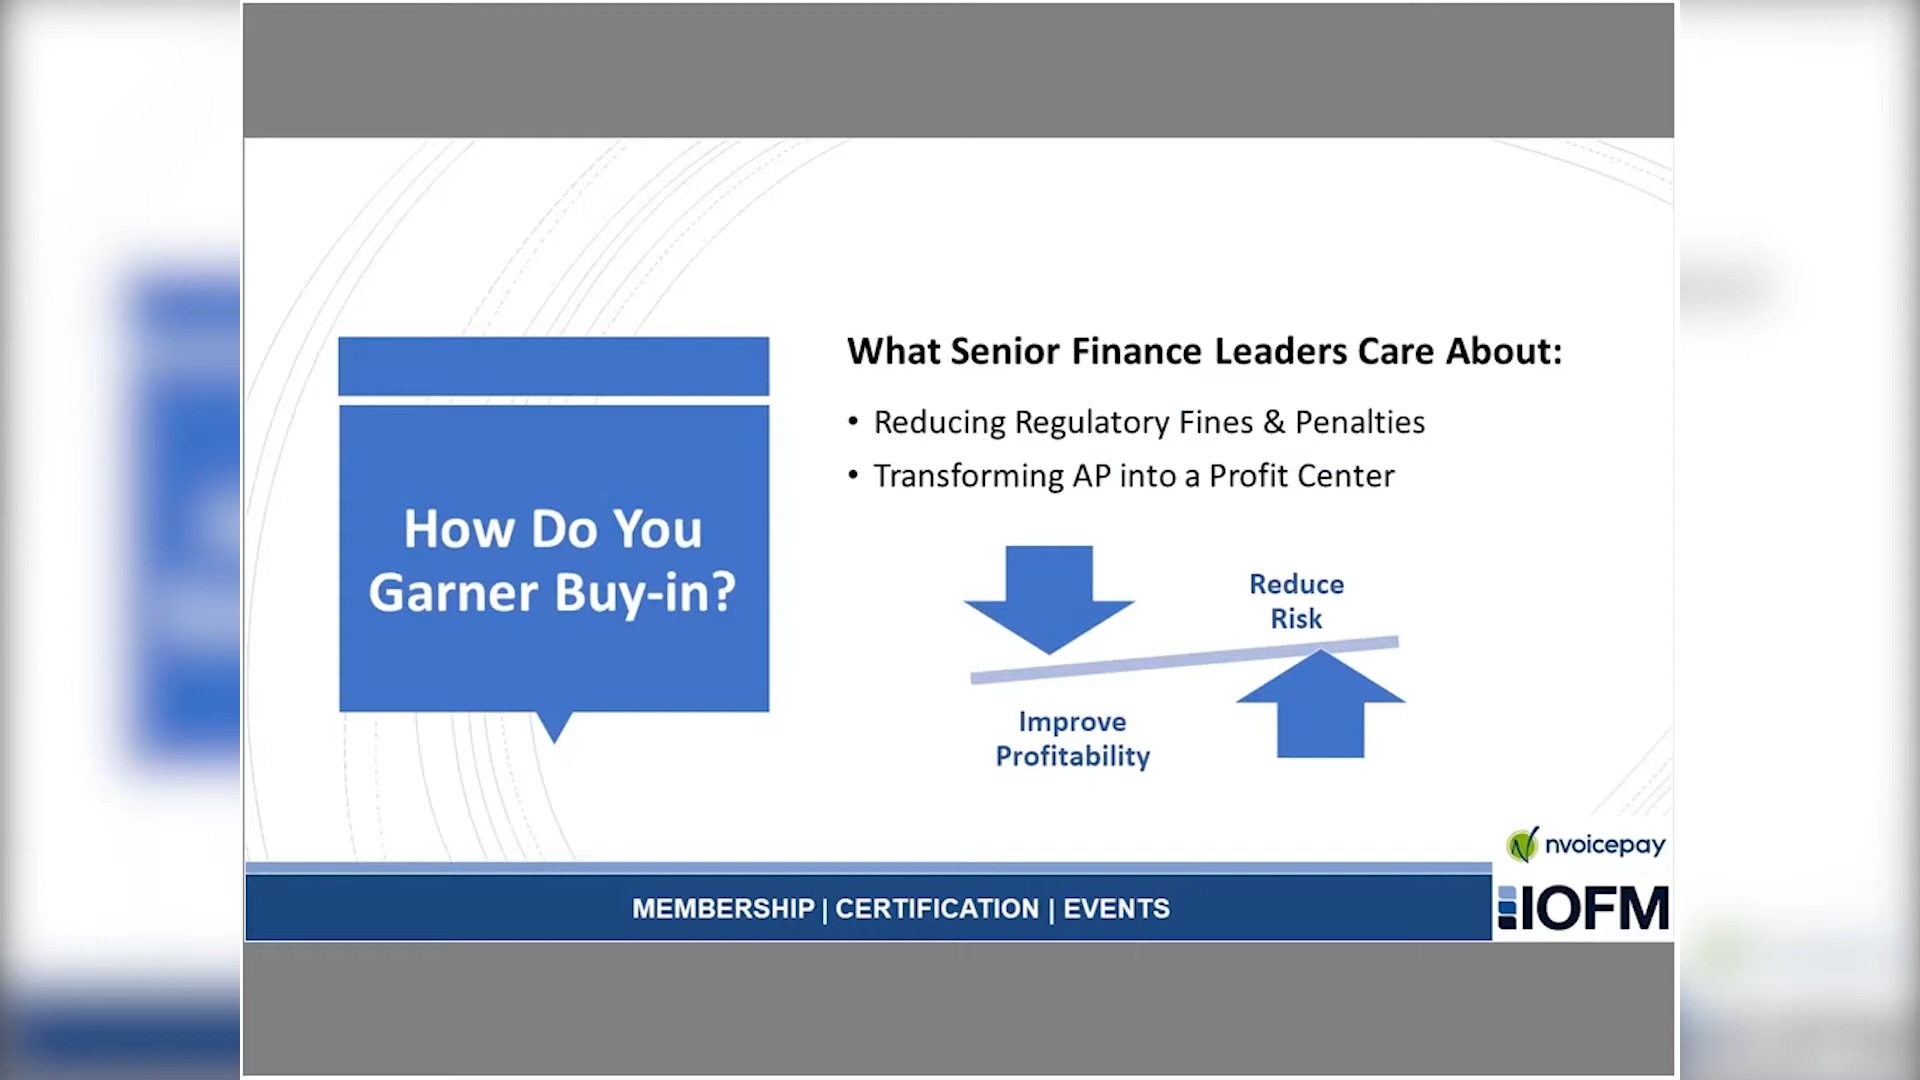 How Do You
Garner Buy-in?
What Senior Finance Leaders Care About:
• Reducing Regulatory Fines & Penalties
• Transforming AP into a Profit Center
Reduce
Risk
Improve
Profitability
nvoicepay
MEMBERSHIP | CERTIFICATION | EVENTS
IOFM